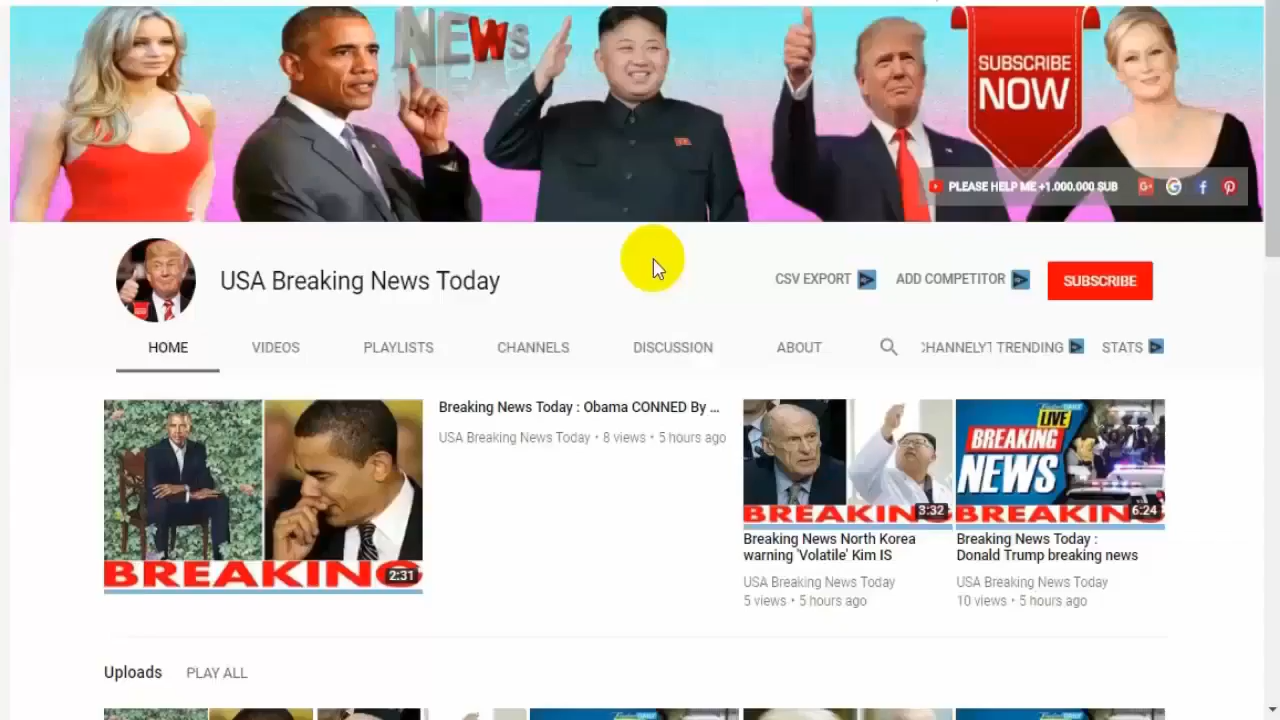 NEWS
SUBSCRIBE
NOW
PLEASE HELP ME +1.000.000 SUB
USA Breaking News Today
CSV EXPORT
ADD COMPETITOR
SUBSCRIBE
HOME
VIDEOS
PLAYLISTS
CHANNELS
DISCUSSION
ABOUT
CHANNELYT TRENDING
STATS
BREAKING
2:31
Breaking News Today : Obama CONNED By ...
USA Breaking News Today • 8 views • 5 hours ago
BREAKIN
3:32
Breaking News North Korea
warning 'Volatile' Kim IS
USA Breaking News Today
5 views • 5 hours ago
LIVE
BREAKING
NEWS
BREAKIN
6:24
Breaking News Today :
Donald Trump breaking news
USA Breaking News Today
10 views • 5 hours ago
Uploads
PLAY ALL